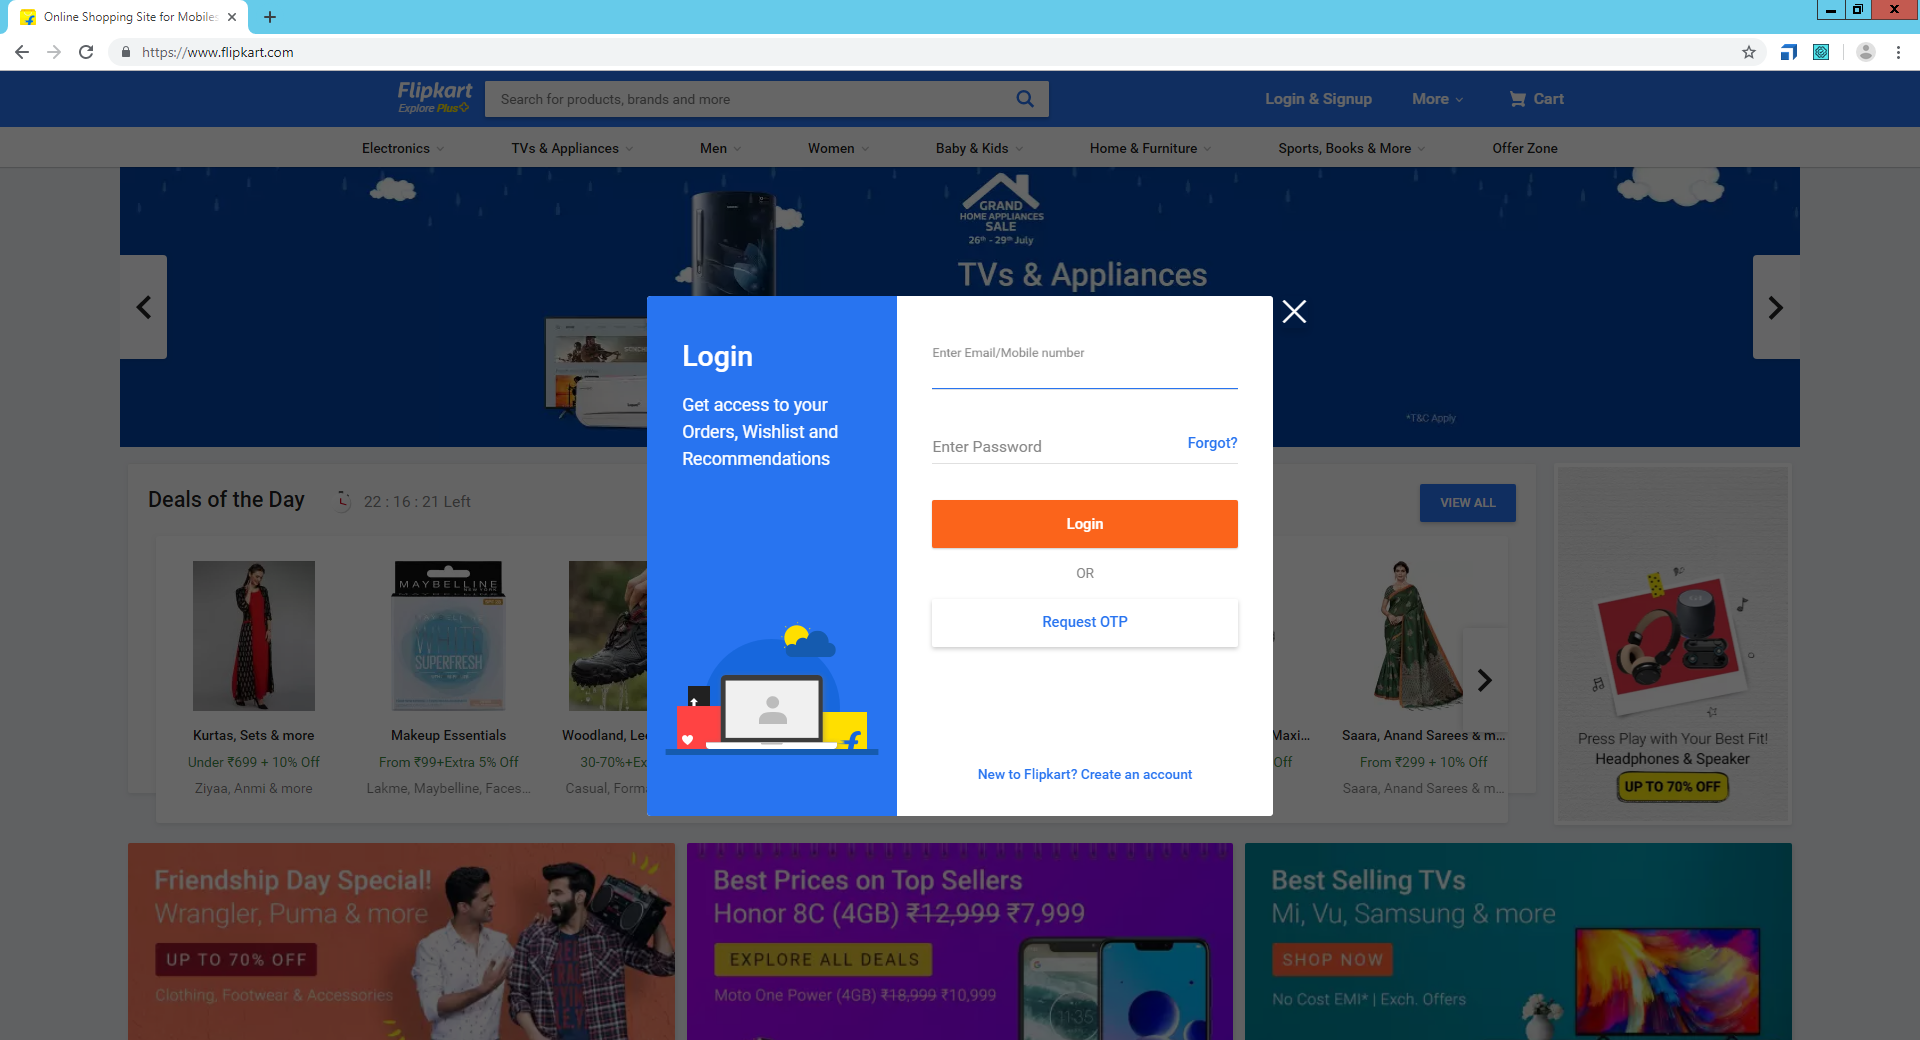 Online Shopping Site for Mobiles
https://www.flipkart.com
Flipkart
Explore Plus
Search for products, brands and more
Login & Signup
More
Cart
Electronics
TVs & Appliances
Men
Women
Baby & Kids
Home & Furniture
Sports, Books & More
Offer Zone
GRAND
HOME APPLIANCES
SALE
26th - 29th July
TVs & Appliances
*T&C Apply
Login
Get access to your
Orders, Wishlist and
Recommendations
Enter Email/Mobile number
Enter Password
Forgot?
Login
OR
Request OTP
New to Flipkart? Create an account
Deals of the Day
22 : 16 : 21 Left
VIEW ALL
MAYBELLINE
SUPERFRESH
Kurtas, Sets & more
Under ₹699 + 10% Off
Ziyaa, Anmi & more
Makeup Essentials
From ₹99+Extra 5% Off
Lakme, Maybelline, Faces...
Woodland, Le
30-70%+Ex
Casual, Forma
Maxi...
Off
Saara, Anand Sarees & m...
From ₹299 + 10% Off
Saara, Anand Sarees & m...
Press Play with Your Best Fit!
Headphones & Speaker
UP TO 70% OFF
Friendship Day Special!
Wrangler, Puma & more
UP TO 70% OFF
Clothing, Footwear & Accessories
Best Prices on Top Sellers
Honor 8C (4GB) ₹12,999 ₹7,999
EXPLORE ALL DEALS
Moto One Power (4GB) ₹18,999 ₹10,999
11:35
Best Selling TVs
Mi, Vu, Samsung & more
SHOP NOW
No Cost EMI* | Exch. Offers